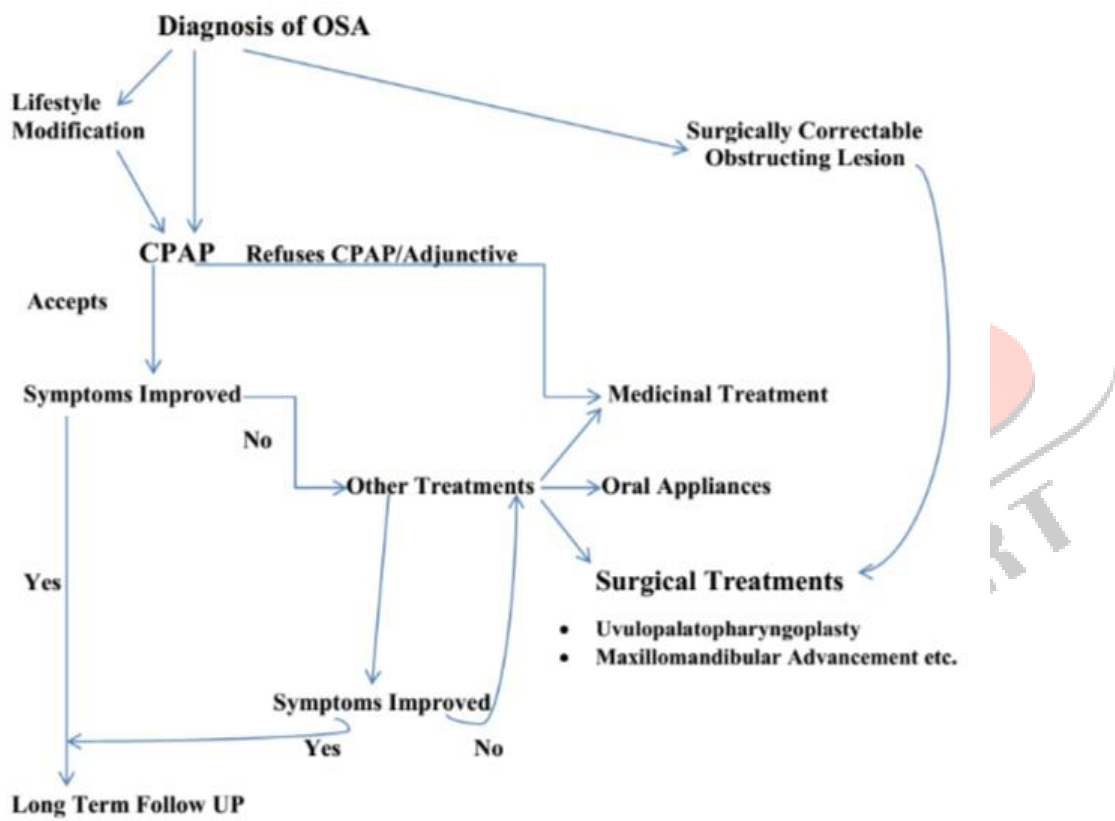 Diagnosis of OSA
Lifestyle
Modification
Surgically Correctable
Obstructing Lesion
CPAP
Refuses CPAP/Adjunctive
Accepts
Symptoms Improved
Medicinal Treatment
No
Other Treatments
Oral Appliances
Yes
Surgical Treatments
• Uvulopalatopharyngoplasty
• Maxillomandibular Advancement etc.
Symptoms Improved
Yes
No
Long Term Follow UP